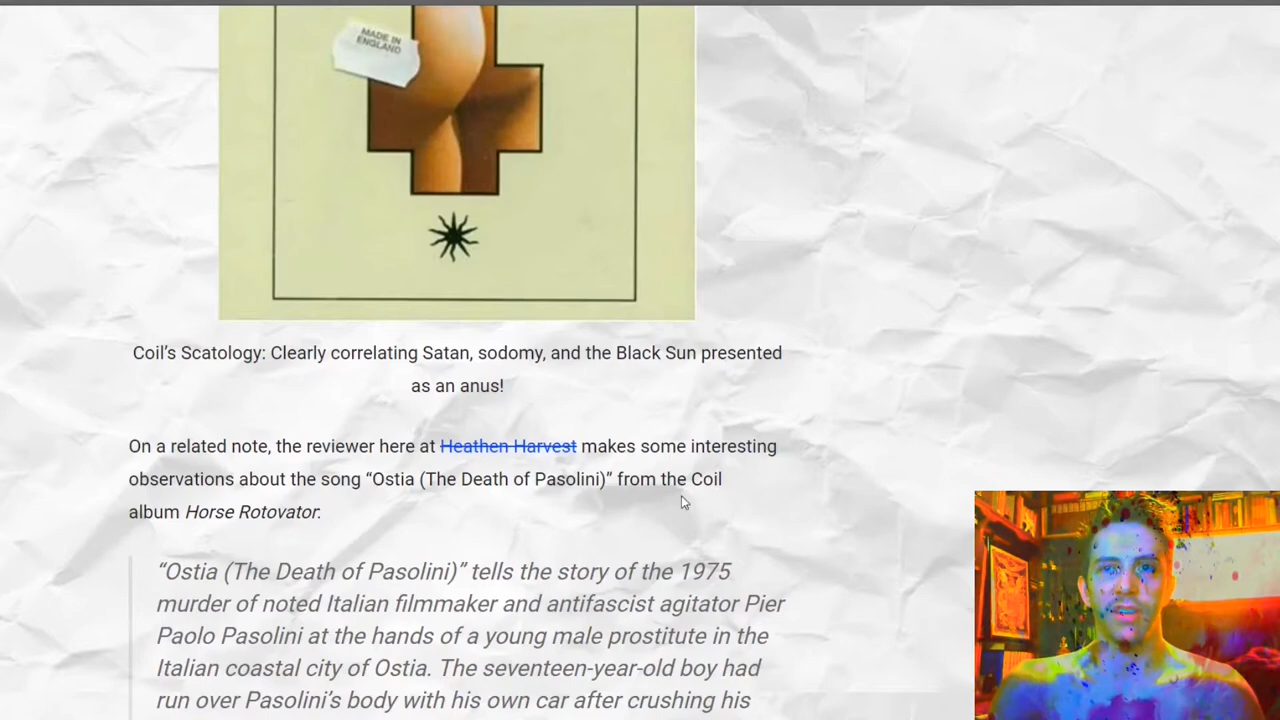 MADE IN
ENGLAND
Coil’s Scatology: Clearly correlating Satan, sodomy, and the Black Sun presented
as an anus!
On a related note, the reviewer here at Heathen Harvest makes some interesting
observations about the song “Ostia (The Death of Pasolini)” from the Coil
album Horse Rotovator.
“Ostia (The Death of Pasolini)” tells the story of the 1975
murder of noted Italian filmmaker and antifascist agitator Pier
Paolo Pasolini at the hands of a young male prostitute in the
Italian coastal city of Ostia. The seventeen-year-old boy had
run over Pasolini’s body with his own car after crushing his